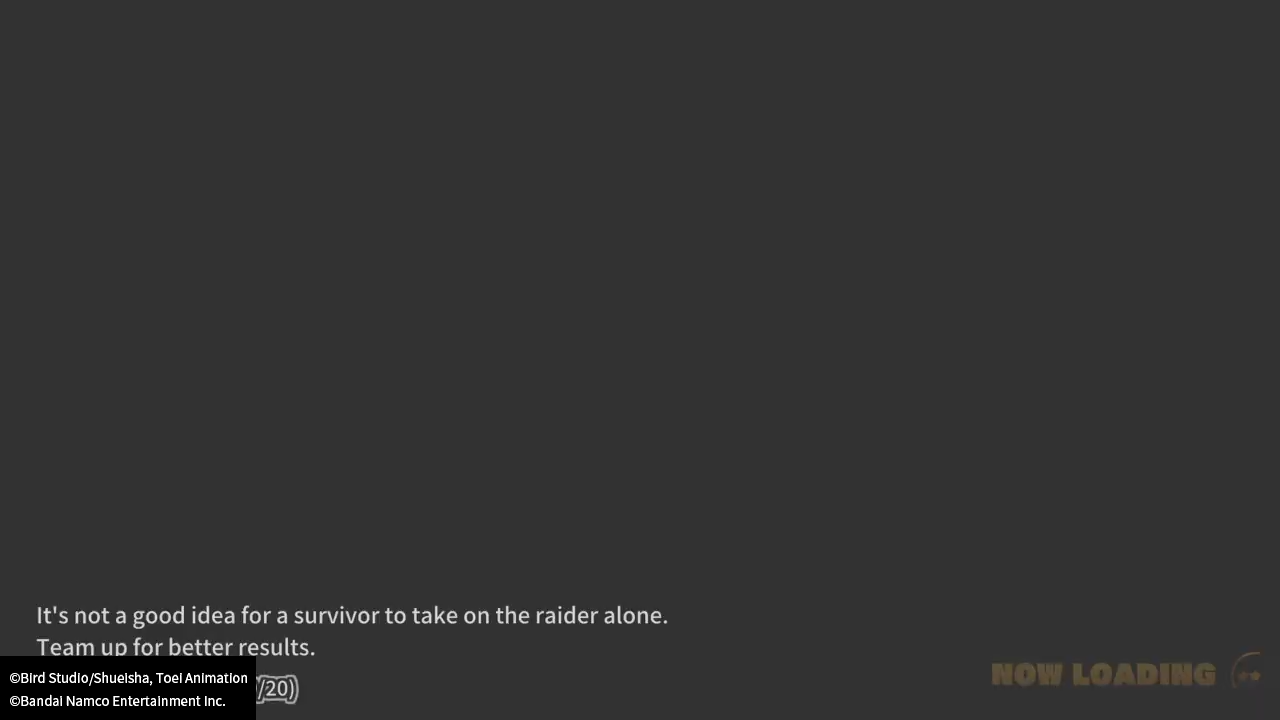 It's not a good idea for a survivor to take on the raider alone.
Team up for better results.
NOW LOADING
©Bird Studio/Shueisha, Toei Animation
/20)
©Bandai Namco Entertainment Inc.